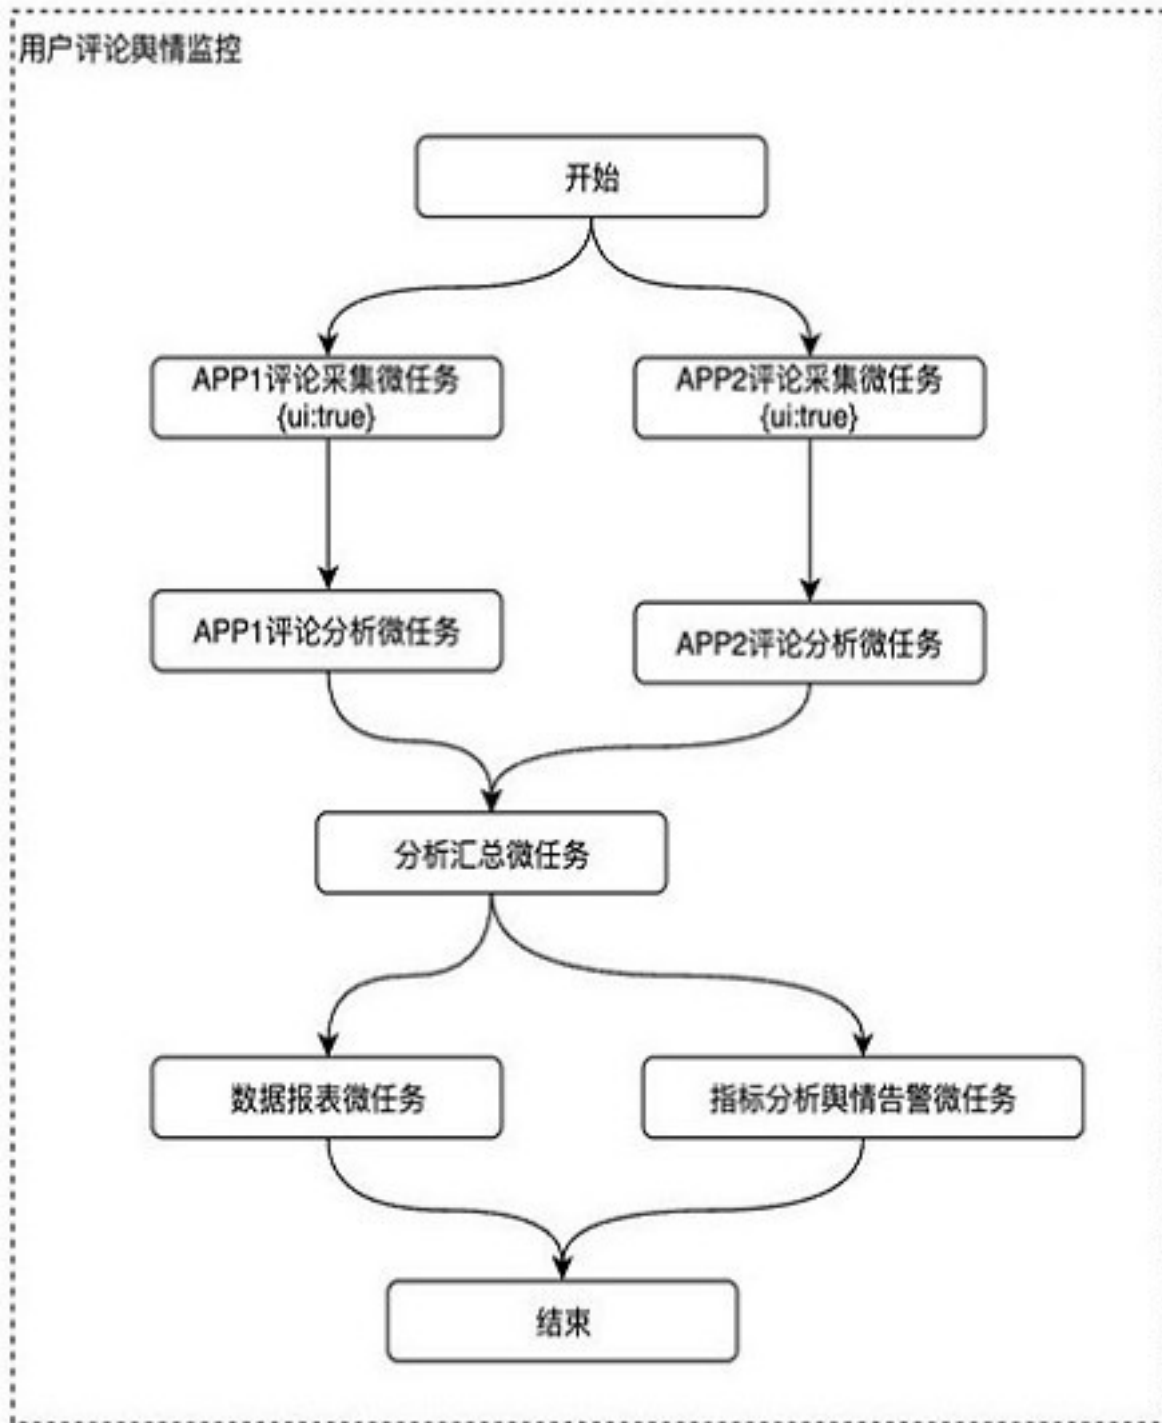 用户评论舆情监控
开始
APP1评论采集微任务
{ui:true}
APP2评论采集微任务
{ui:true}
APP1评论分析微任务
APP2评论分析微任务
分析汇总微任务
数据报表微任务
指标分析舆情告警微任务
结束